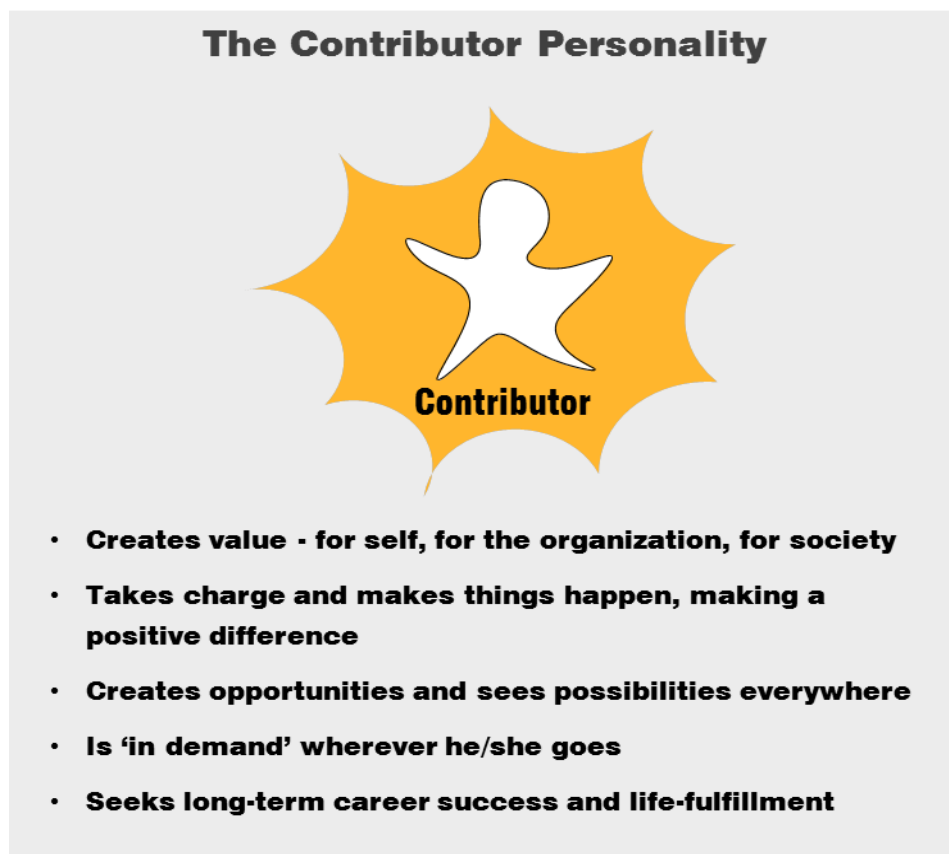 The Contributor Personality
Contributor
• Creates value - for self, for the organization, for society
• Takes charge and makes things happen, making a
positive difference
• Creates opportunities and sees possibilities everywhere
• Is ‘in demand’ wherever he/she goes
• Seeks long-term career success and life-fulfillment